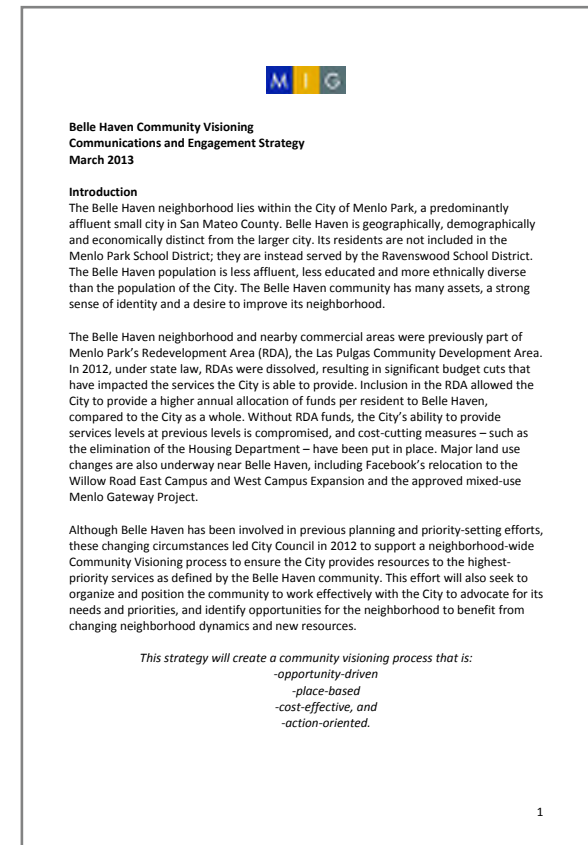 M I G
Belle Haven Community Visioning
Communications and Engagement Strategy
March 2013
Introduction
The Belle Haven neighborhood lies within the City of Menlo Park, a predominantly
affluent small city in San Mateo County. Belle Haven is geographically, demographically
and economically distinct from the larger city. Its residents are not included in the
Menlo Park School District; they are instead served by the Ravenswood School District.
The Belle Haven population is less affluent, less educated and more ethnically diverse
than the population of the City. The Belle Haven community has many assets, a strong
sense of identity and a desire to improve its neighborhood.
The Belle Haven neighborhood and nearby commercial areas were previously part of
Menlo Park's Redevelopment Area (RDA), the Las Pulgas Community Development Area.
In 2012, under state law, RDAs were dissolved, resulting in significant budget cuts that
have impacted the services the City is able to provide. Inclusion in the RDA allowed the
City to provide a higher annual allocation of funds per resident to Belle Haven,
compared to the City as a whole. Without RDA funds, the City's ability to provide
services levels at previous levels is compromised, and cost-cutting measures – such as
the elimination of the Housing Department – have been put in place. Major land use
changes are also underway near Belle Haven, including Facebook's relocation to the
Willow Road East Campus and West Campus Expansion and the approved mixed-use
Menlo Gateway Project.
Although Belle Haven has been involved in previous planning and priority-setting efforts,
these changing circumstances led City Council in 2012 to support a neighborhood-wide
Community Visioning process to ensure the City provides resources to the highest-
priority services as defined by the Belle Haven community. This effort will also seek to
organize and position the community to work effectively with the City to advocate for its
needs and priorities, and identify opportunities for the neighborhood to benefit from
changing neighborhood dynamics and new resources.
This strategy will create a community visioning process that is:
-opportunity-driven
-place-based
-cost-effective, and
-action-oriented.
1